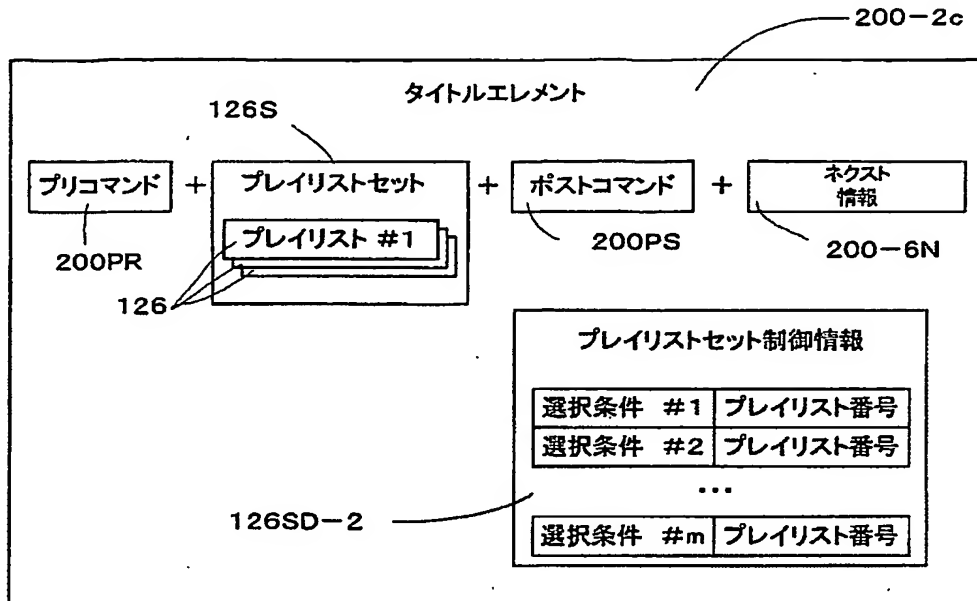 200-2c
タイトルエレメント
126S
プリコマンド + プレイリストセット + ポストコマンド + ネクスト情報
プレイリスト #1
200PR
200PS
200-6N
126
プレイリストセット制御情報
選択条件 #1 プレイリスト番号
選択条件 #2 プレイリスト番号
...
126SD-2
選択条件 #m プレイリスト番号